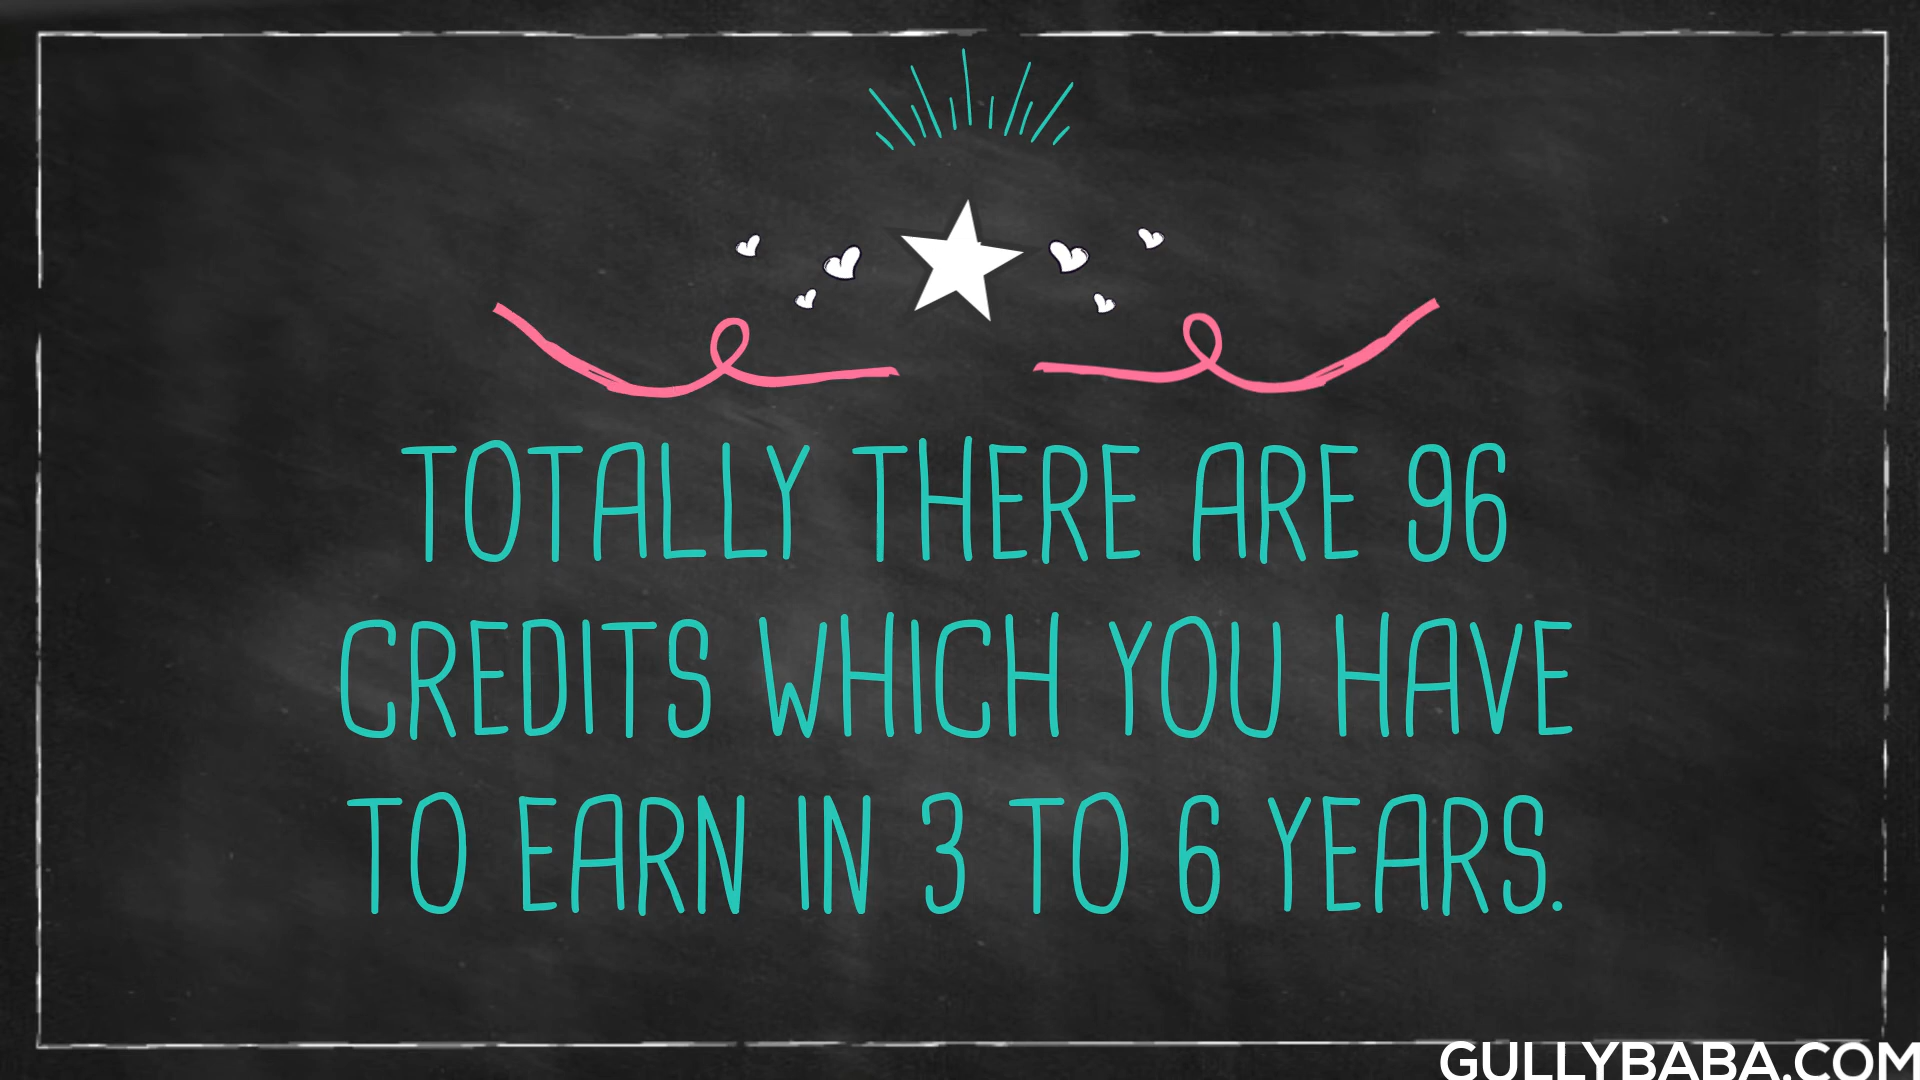 TOTALLY THERE ARE 96
CREDITS WHICH YOU HAVE
TO EARN IN 3 TO 6 YEARS.
GULLYBABA.COM